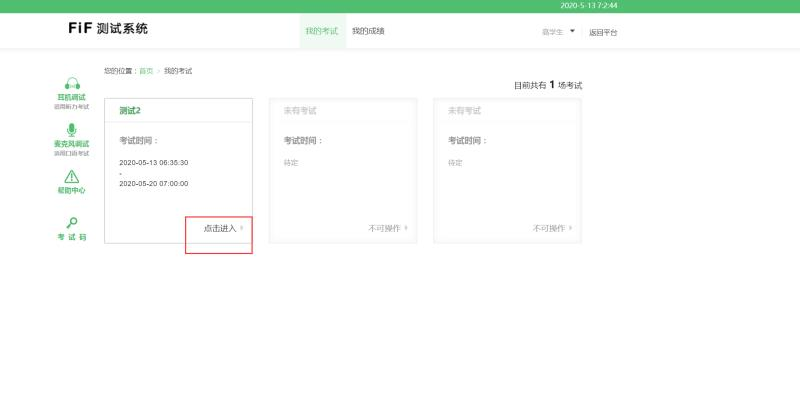 2020-5-13 7:2:44
FiF 测试系统
我的考试
我的成绩
高学生
返回平台
您的位置：首页 > 我的考试
目前共有 1 场考试
耳机调试
适用听力考试
麦克风调试
适用口语考试
帮助中心
考 试 码
测试2
考试时间：
2020-05-13 06:35:30
-
2020-05-20 07:00:00
点击进入
未有考试
考试时间：
待定
不可操作
未有考试
考试时间：
待定
不可操作